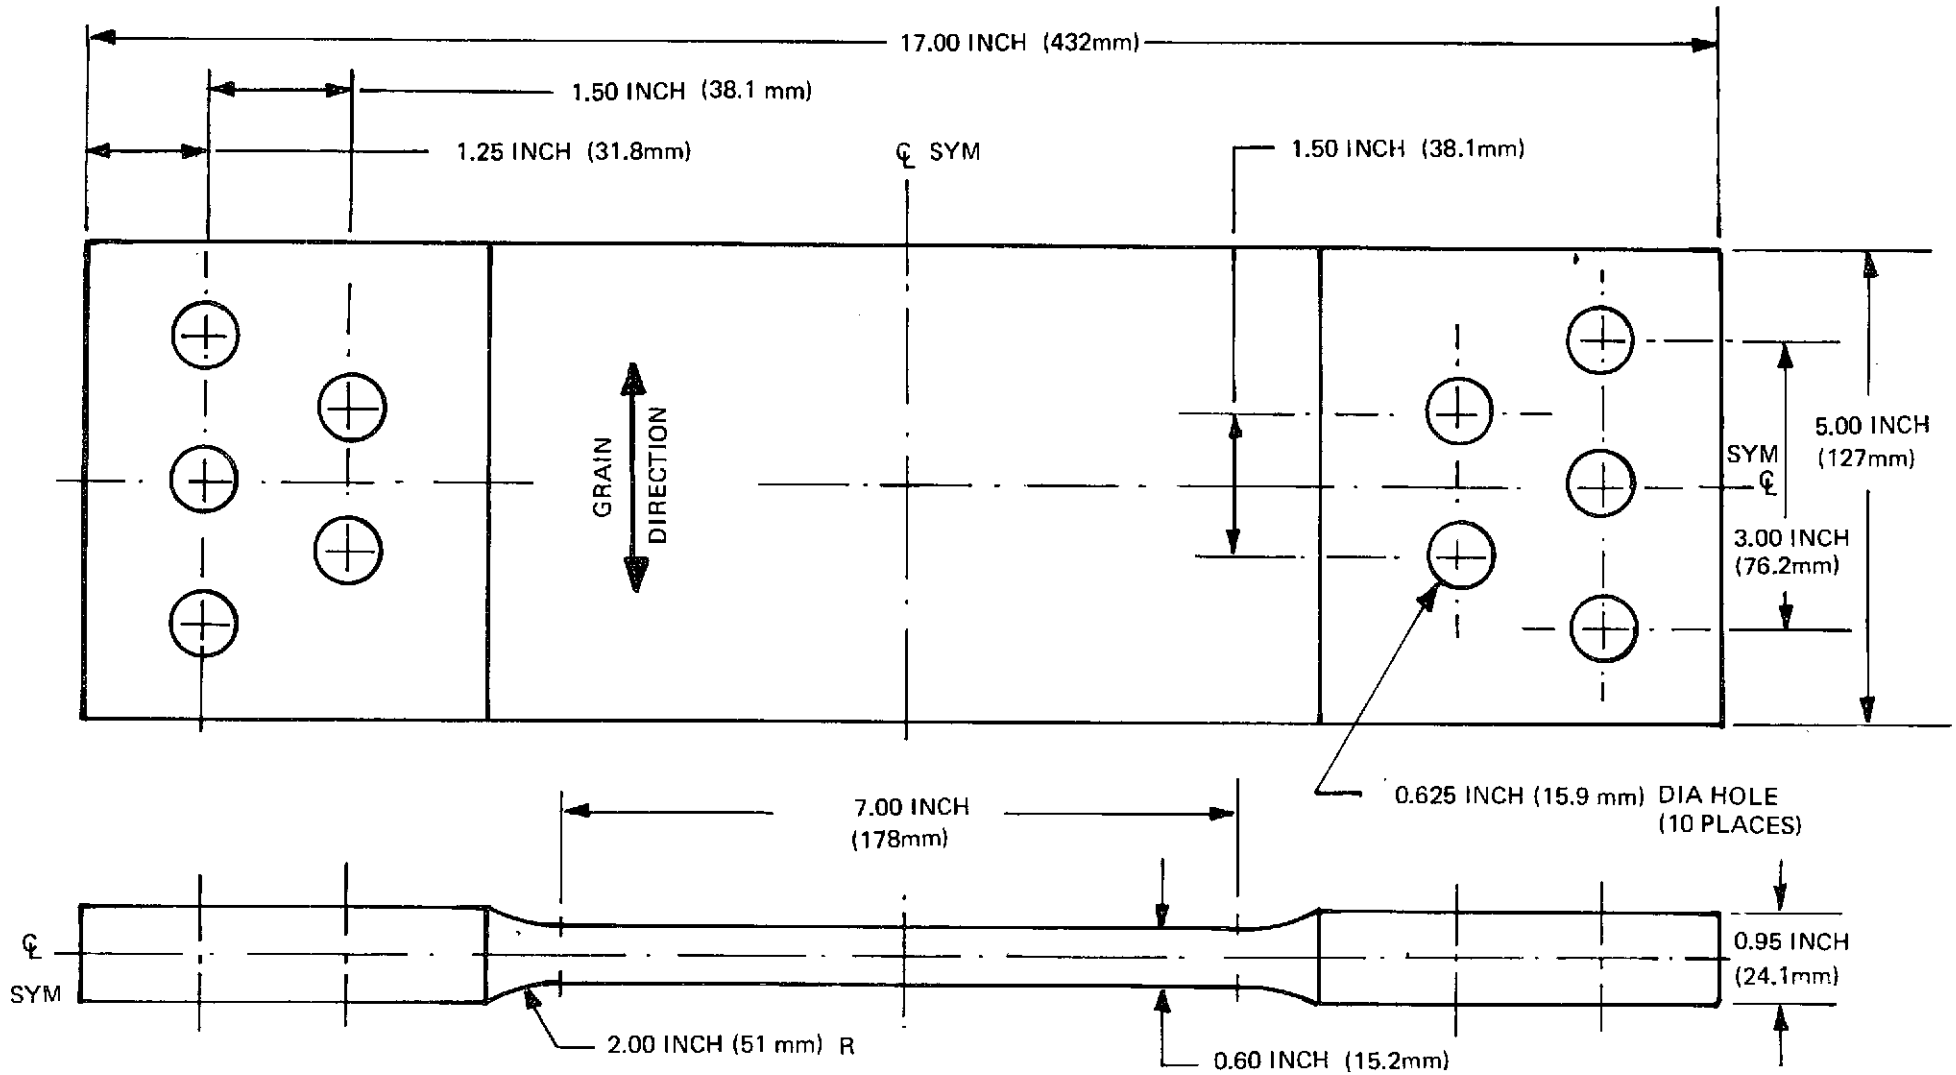 17.00 INCH (432mm)
1.50 INCH (38.1 mm)
1.25 INCH (31.8mm)
℄ SYM
1.50 INCH (38.1mm)
GRAIN
DIRECTION
5.00 INCH
(127mm)
SYM
℄
3.00 INCH
(76.2mm)
0.625 INCH (15.9 mm) DIA HOLE
(10 PLACES)
7.00 INCH
(178mm)
℄
SYM
0.95 INCH
(24.1mm)
2.00 INCH (51 mm) R
0.60 INCH (15.2mm)